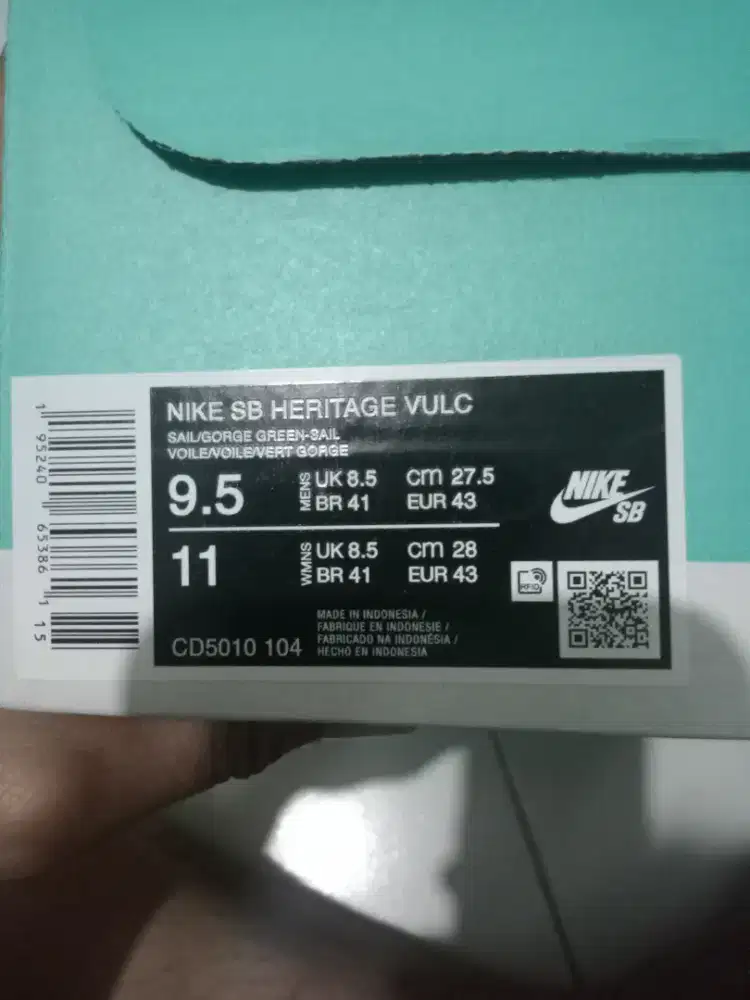 NIKE SB HERITAGE VULC
SAIL/GORGE GREEN-SAIL
VOILE/VOILE/VERT GORGE
9.5 MENS UK 8.5 cm 27.5
BR 41 EUR 43
11 WMNS UK 8.5 cm 28
BR 41 EUR 43
NIKE
SB
RFID
CD5010 104
MADE IN INDONESIA /
FABRIQUE EN INDONESIE /
FABRICADO NA INDONÉSIA /
HECHO EN INDONESIA
1 95240 65386 1 15